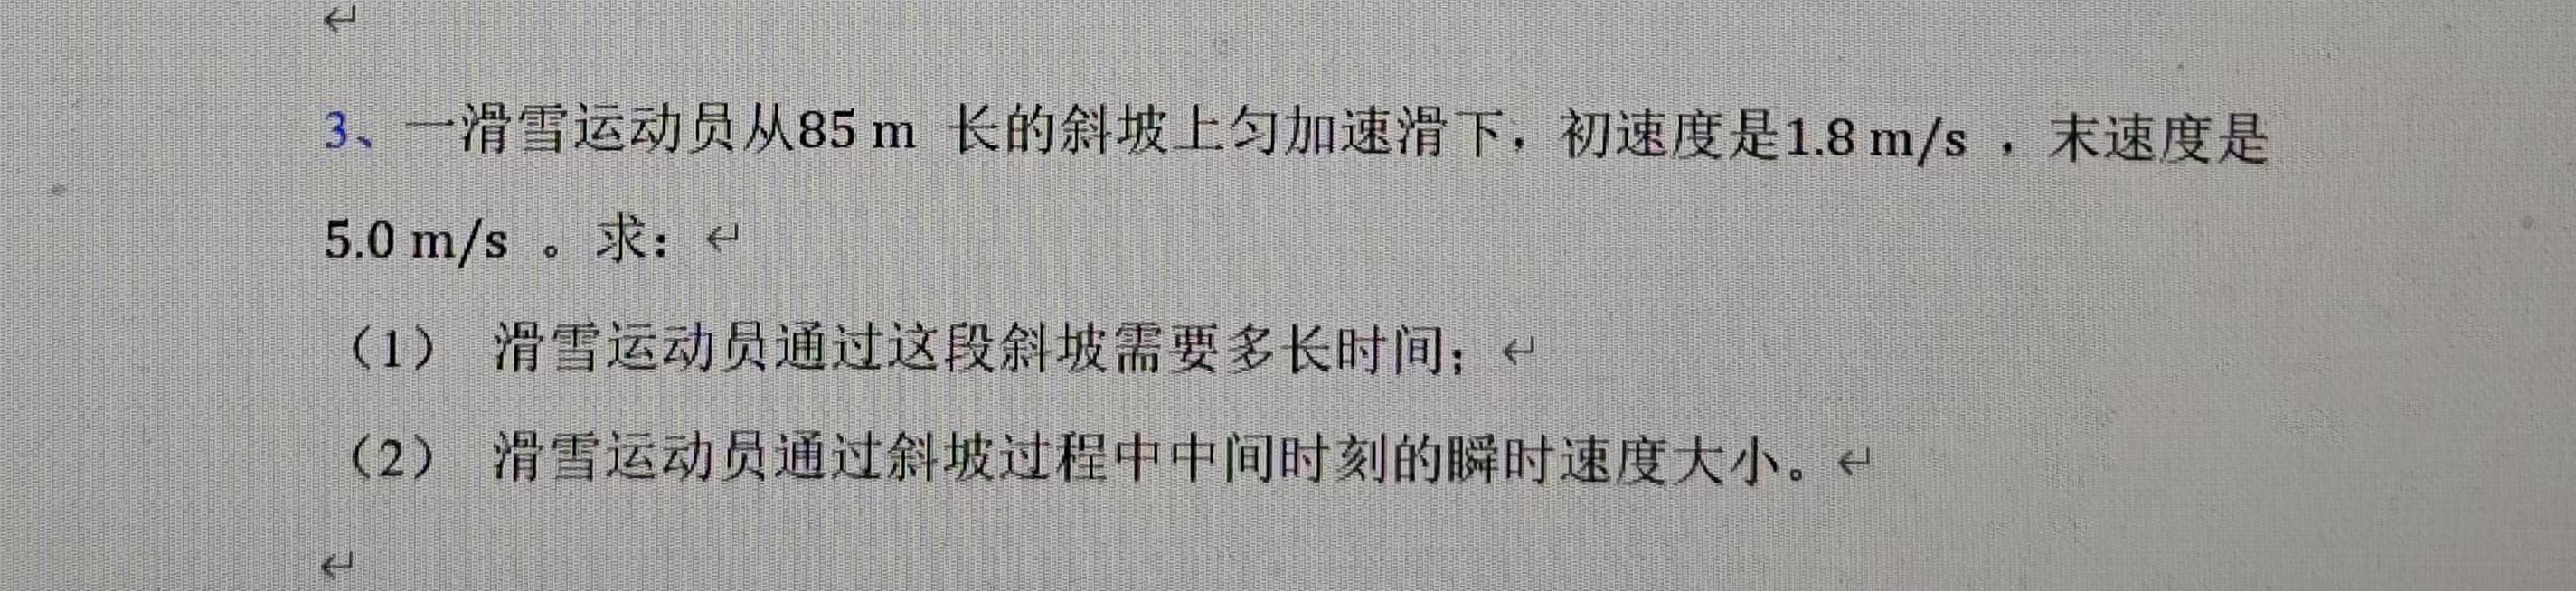 ↵
3、一滑雪运动员从85 m 长的斜坡上匀加速滑下，初速度是1.8 m/s ，末速度是
5.0 m/s 。求：↵
（1） 滑雪运动员通过这段斜坡需要多长时间；↵
（2） 滑雪运动员通过斜坡过程中中间时刻的瞬时速度大小。↵
↵